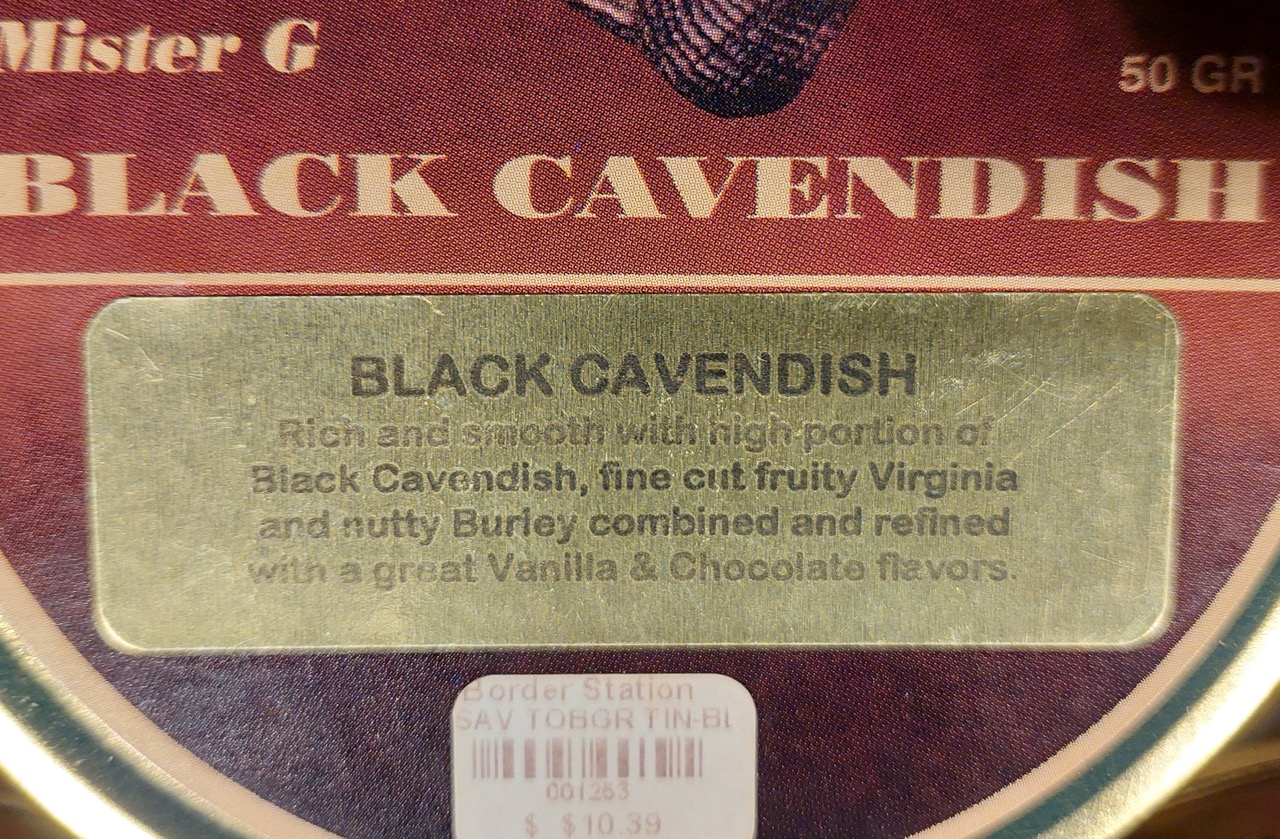 Mister G
50 GR
BLACK CAVENDISH
BLACK CAVENDISH
Rich and smooth with high portion of
Black Cavendish, fine cut fruity Virginia
and nutty Burley combined and refined
with a great Vanilla & Chocolate flavors.
Border Station
SAV TOBGR TIN-BL
001263
$ $10.39